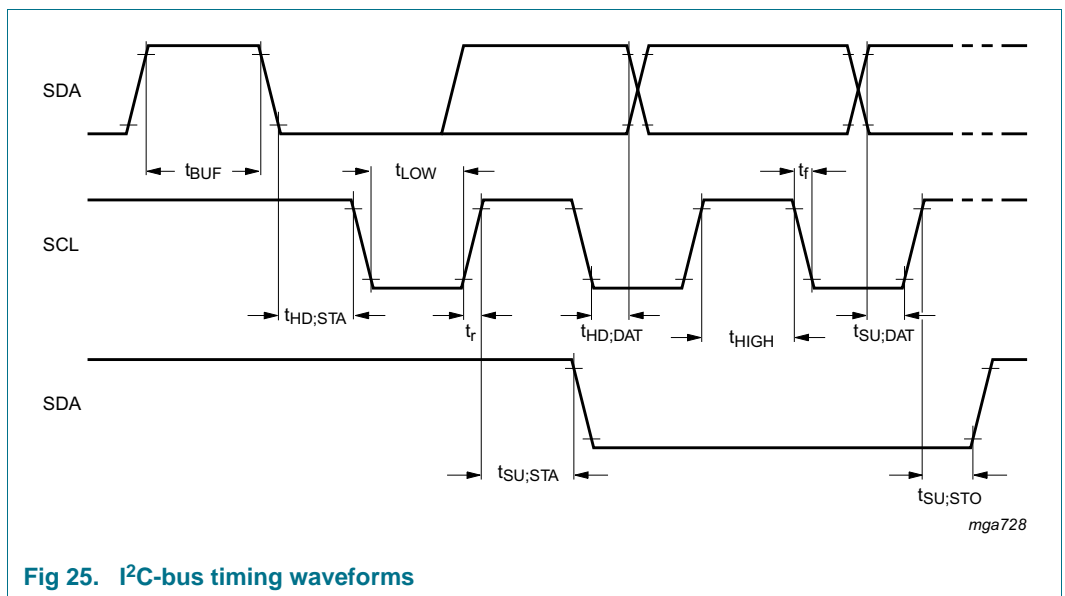 SDA
tBUF
tLOW
tf
SCL
tHD;STA
tr
tHD;DAT
tHIGH
tSU;DAT
SDA
tSU;STA
tSU;STO
mga728
Fig 25. I²C-bus timing waveforms